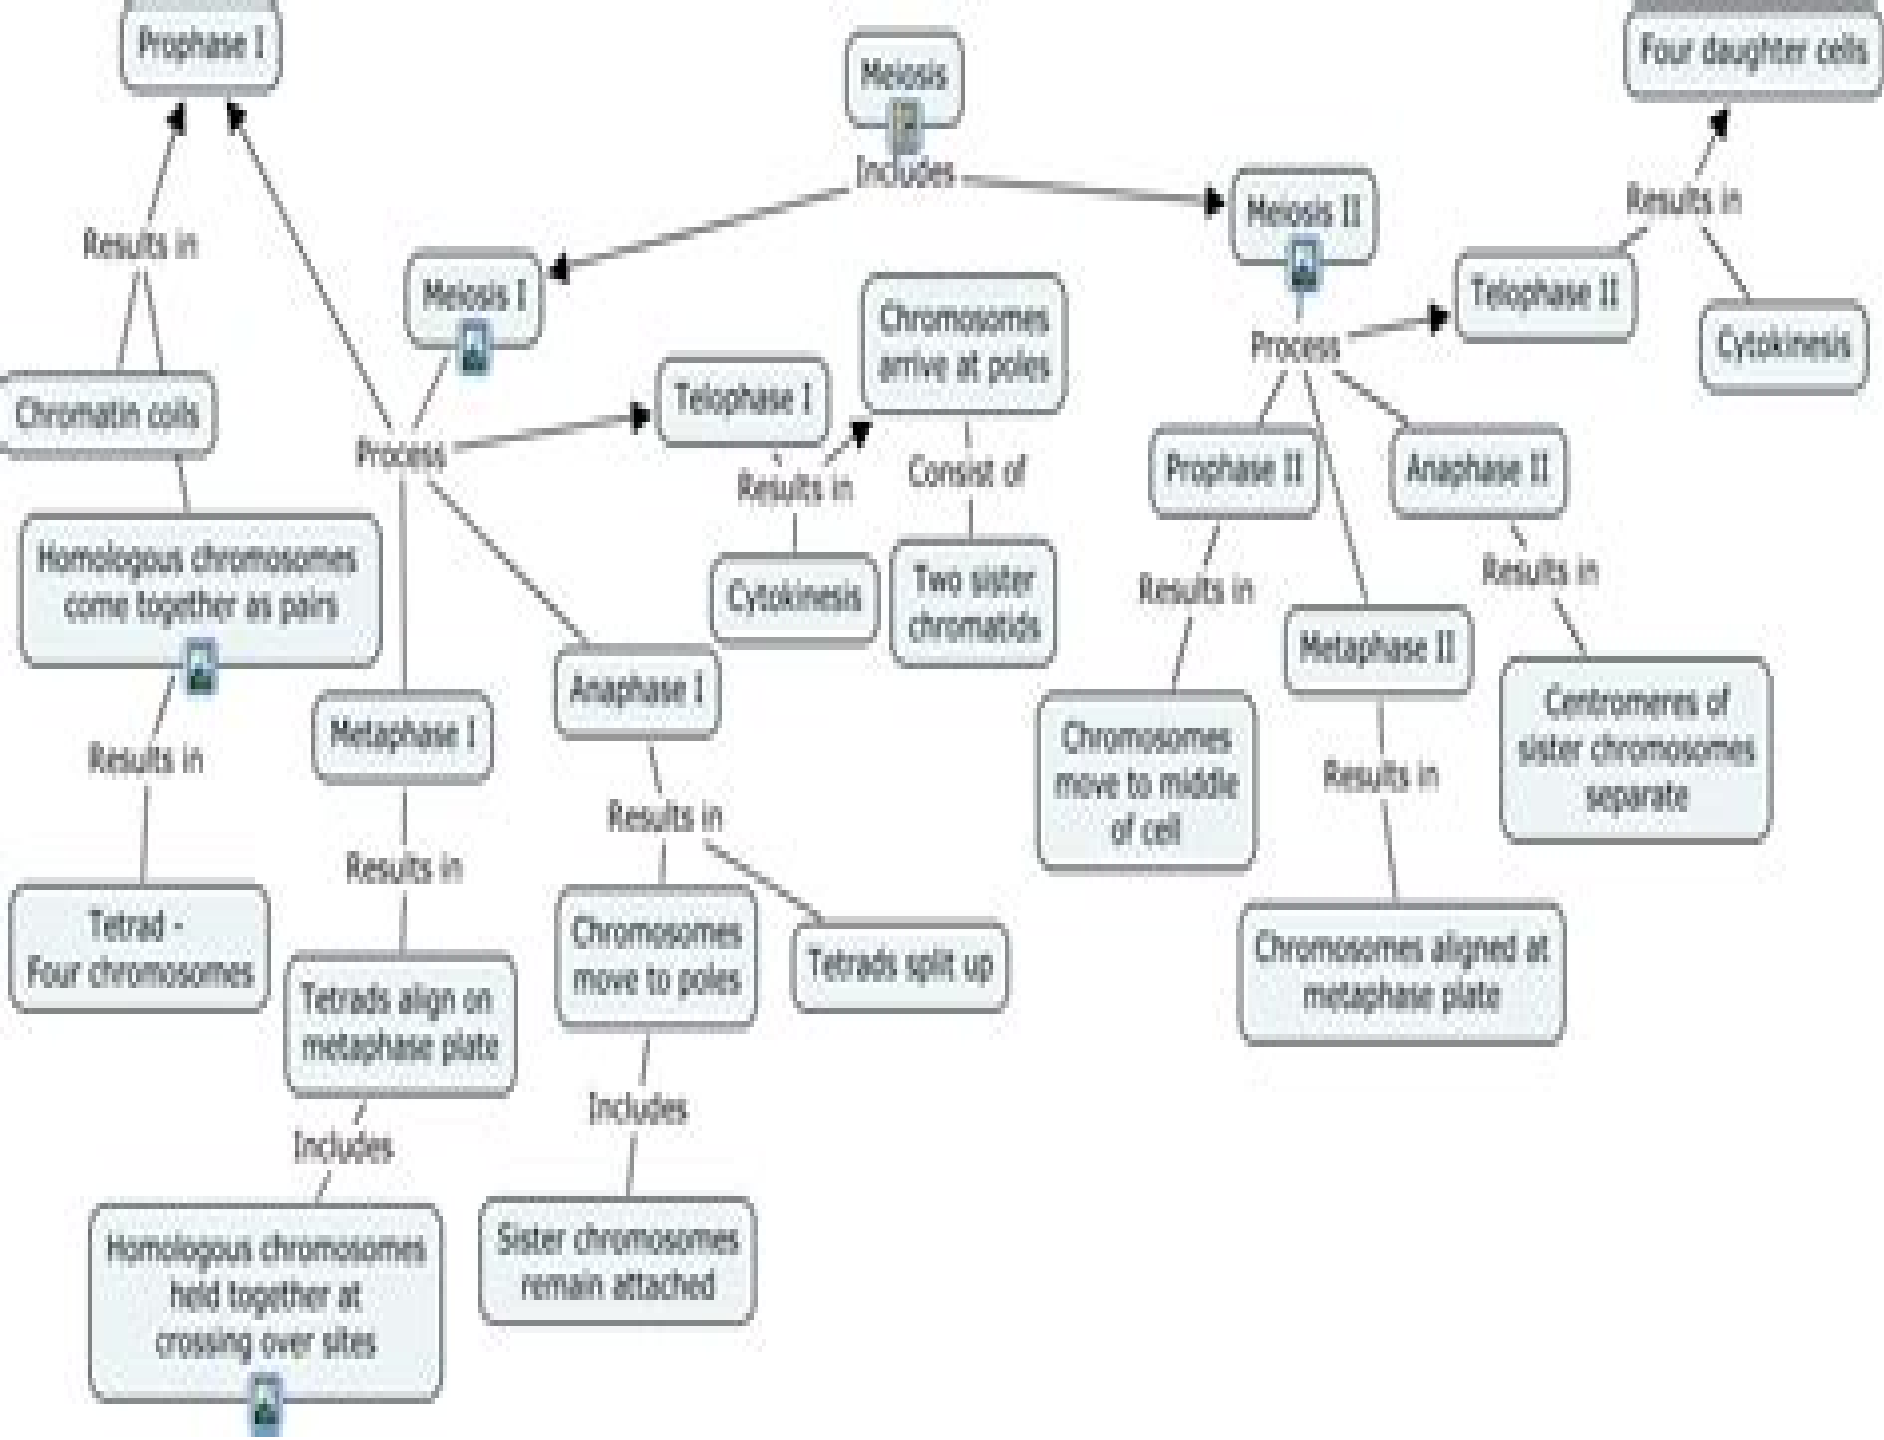 Prophase I
Meiosis
Four daughter cells
Includes
Results in
Meiosis II
Results in
Meiosis I
Telophase II
Chromosomes
arrive at poles
Process
Cytokinesis
Telophase I
Chromatin coils
Process
Results in
Consist of
Prophase II
Anaphase II
Homologous chromosomes
come together as pairs
Cytokinesis
Two sister
chromatids
Results in
Results in
Metaphase II
Anaphase I
Metaphase I
Results in
Chromosomes
move to middle
of cell
Centromeres of
sister chromosomes
separate
Results in
Results in
Results in
Tetrad -
Four chromosomes
Chromosomes
move to poles
Tetrads split up
Chromosomes aligned at
metaphase plate
Tetrads align on
metaphase plate
Includes
Includes
Homologous chromosomes
held together at
crossing over sites
Sister chromosomes
remain attached